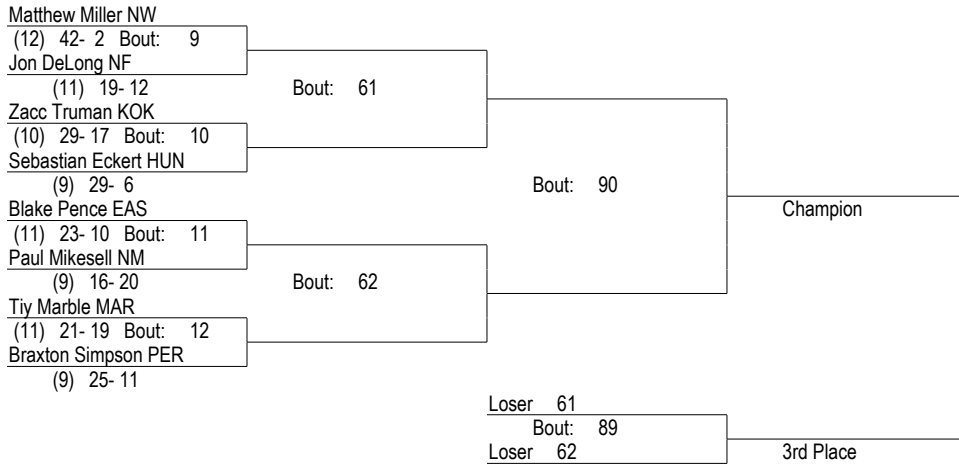 Matthew Miller NW
(12) 42- 2 Bout: 9
Jon DeLong NF
(11) 19- 12 Bout: 61
Zacc Truman KOK
(10) 29- 17 Bout: 10
Sebastian Eckert HUN
(9) 29- 6 Bout: 90
Blake Pence EAS Champion
(11) 23- 10 Bout: 11
Paul Mikesell NM
(9) 16- 20 Bout: 62
Tiy Marble MAR
(11) 21- 19 Bout: 12
Braxton Simpson PER
(9) 25- 11
Loser 61
Bout: 89
Loser 62 3rd Place